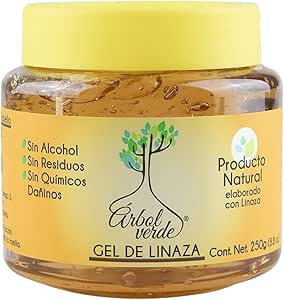 Sin Alcohol
Sin Residuos
Sin Químicos
Dañinos
Árbol
verde®
GEL DE LINAZA
Producto
Natural
elaborado
con Linaza
Cont. Net. 250g